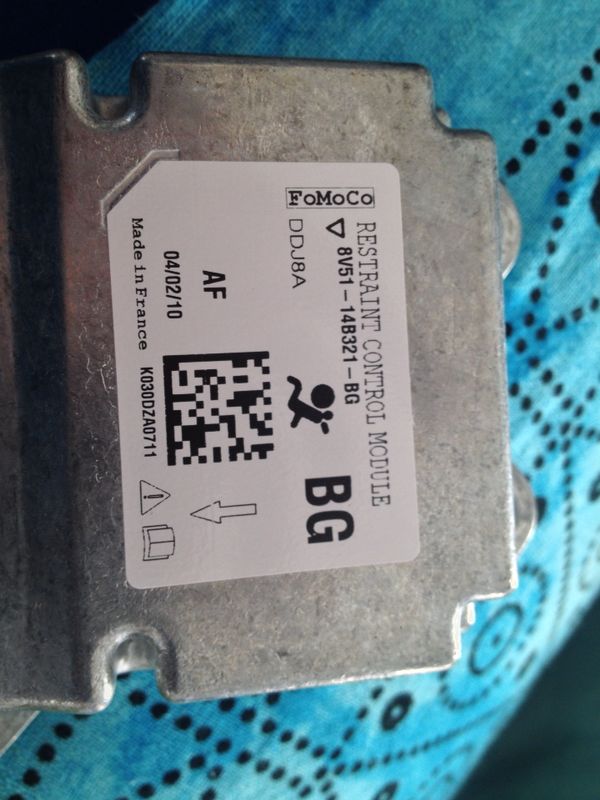 RESTRAINT CONTROL MODULE
FoMoCo
8V51-14B321-BG
DDJ8A
BG
AF
04/02/10
Made in France K030DZA0711